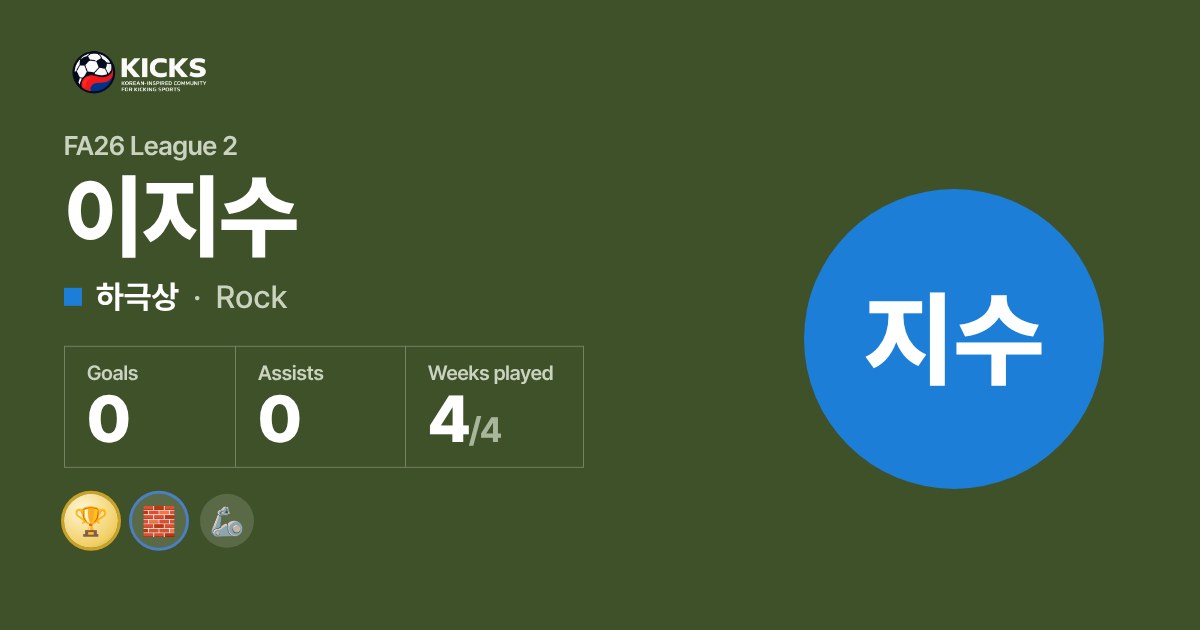 KICKS
KOREAN-INSPIRED COMMUNITY
FOR KICKING SPORTS
FA26 League 2
이지수
하극상 · Rock
Goals
0
Assists
0
Weeks played
4/4
지수